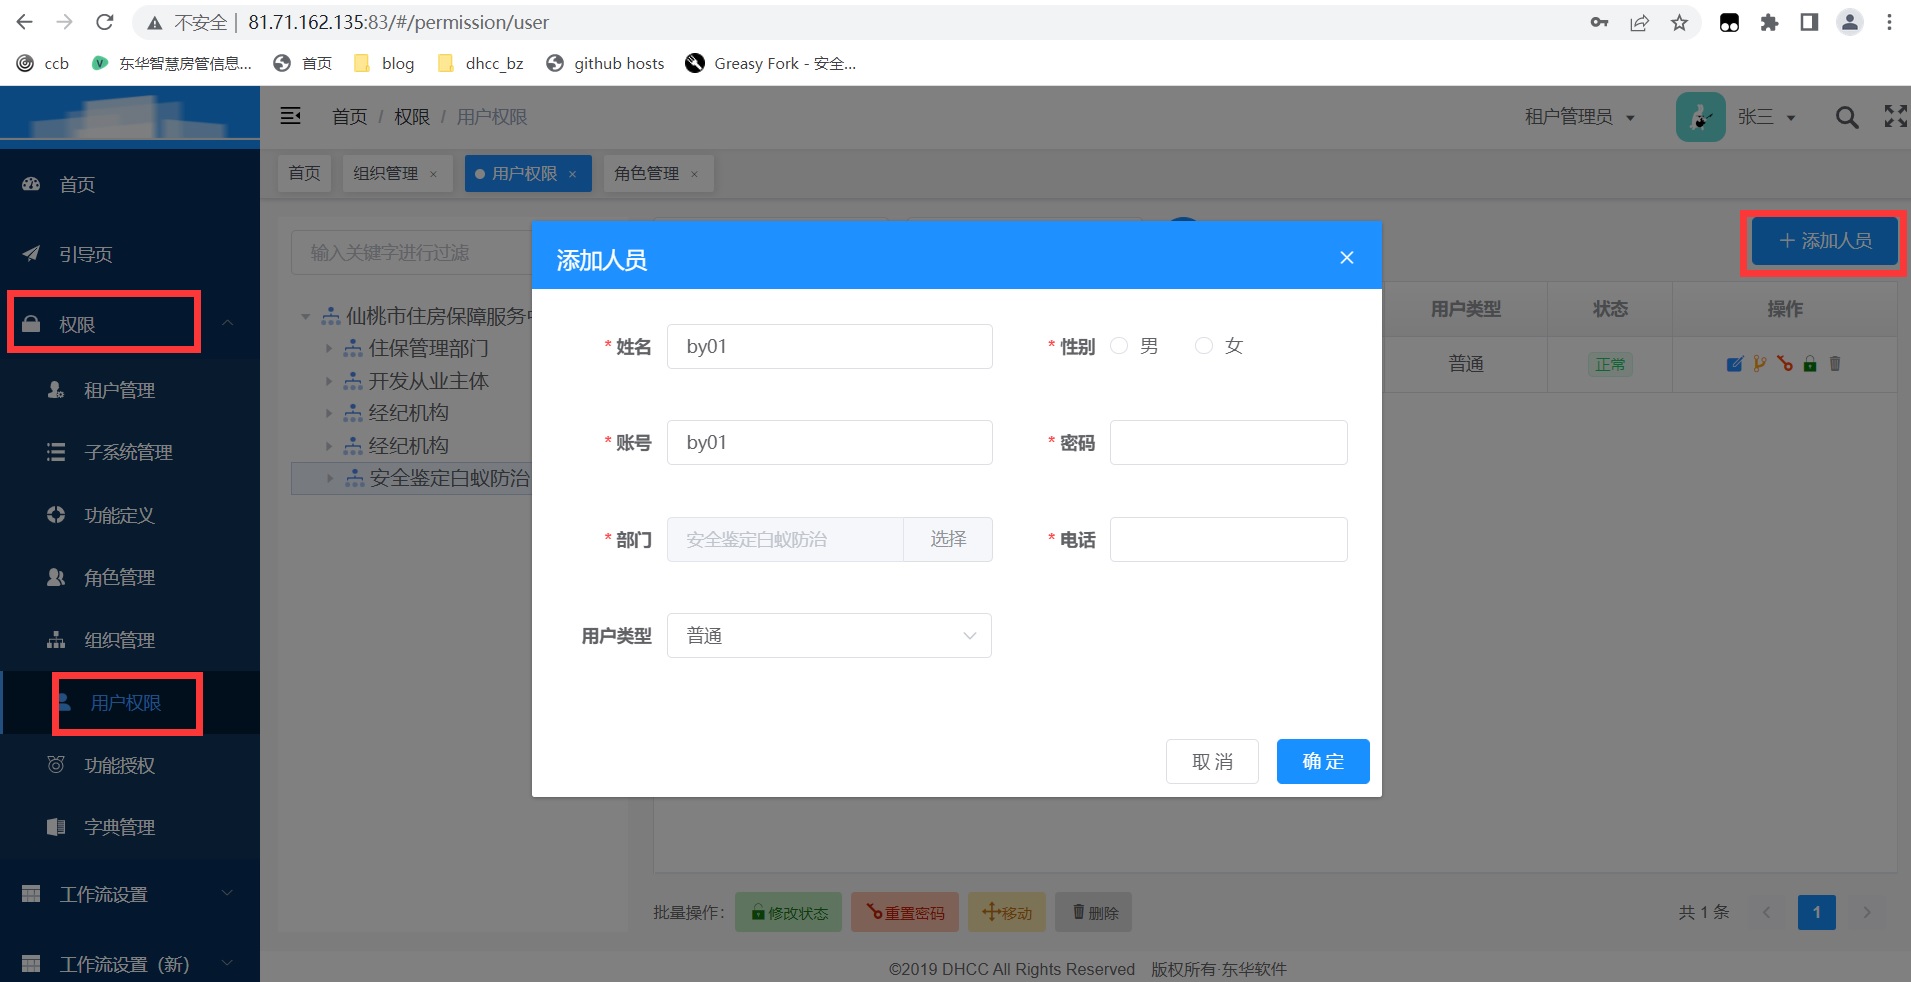 不安全 | 81.71.162.135:83/#/permission/user
ccb 东华智慧房管信息... 首页 blog dhcc_bz github hosts Greasy Fork - 安全...
首页 / 权限 / 用户权限
租户管理员
张三
首页
组织管理 ×
用户权限 ×
角色管理 ×
首页
引导页
权限
租户管理
子系统管理
功能定义
角色管理
组织管理
用户权限
功能授权
字典管理
工作流设置
工作流设置（新）
输入关键字进行过滤
仙桃市住房保障服务
住保管理部门
开发从业主体
经纪机构
经纪机构
安全鉴定白蚁防治
添加人员
用户类型 状态 操作
普通 正常
添加人员
* 姓名 by01
* 性别 男 女
* 账号 by01
* 密码
* 部门 安全鉴定白蚁防治 选择
* 电话
用户类型 普通
取 消
确 定
批量操作: 修改状态 重置密码 移动 删除
共 1 条 1
©2019 DHCC All Rights Reserved 版权所有·东华软件